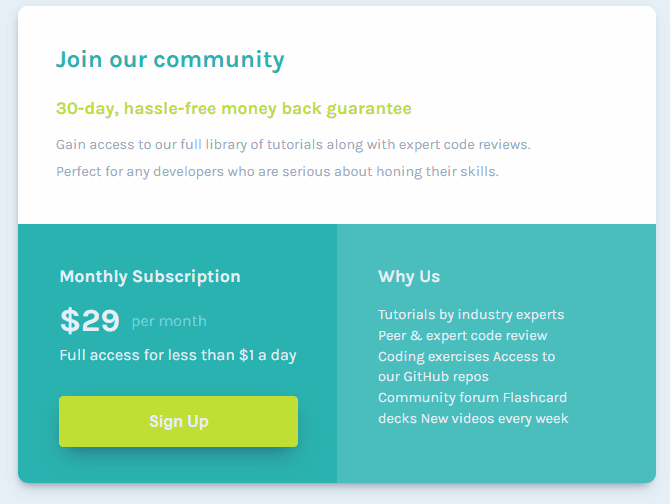 Join our community
30-day, hassle-free money back guarantee
Gain access to our full library of tutorials along with expert code reviews.
Perfect for any developers who are serious about honing their skills.
Monthly Subscription
$29 per month
Full access for less than $1 a day
Sign Up
Why Us
Tutorials by industry experts
Peer & expert code review
Coding exercises Access to
our GitHub repos
Community forum Flashcard
decks New videos every week